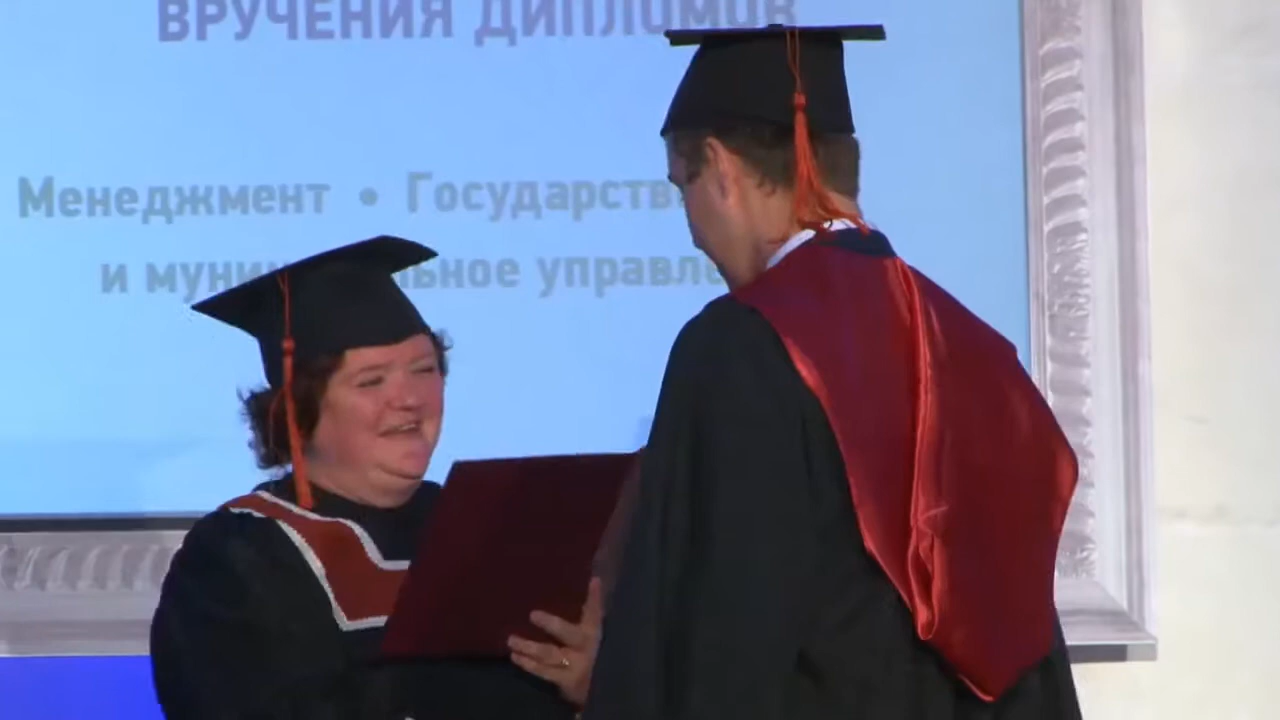 ВРУЧЕНИЯ ДИПЛОМОВ
Менеджмент • Государств
и муни льное управле